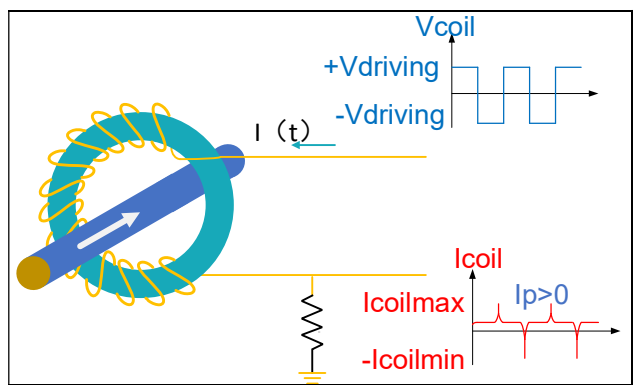 Vcoil
+Vdriving
-Vdriving
I（t）
Icoil
Icoilmax
Ip>0
-Icoilmin